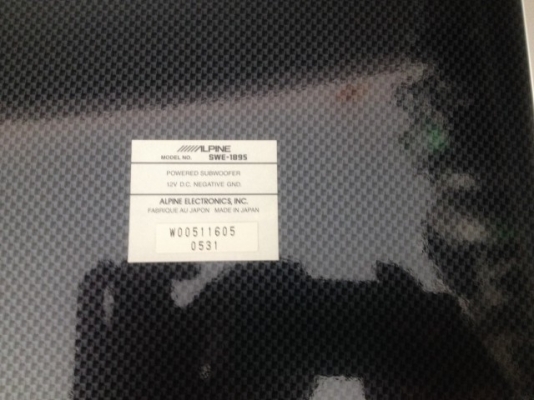 ALPINE
MODEL NO. SWE-1895
POWERED SUBWOOFER
12V D.C. NEGATIVE GND.
ALPINE ELECTRONICS, INC.
FABRIQUE AU JAPON MADE IN JAPAN
W00511605
0531